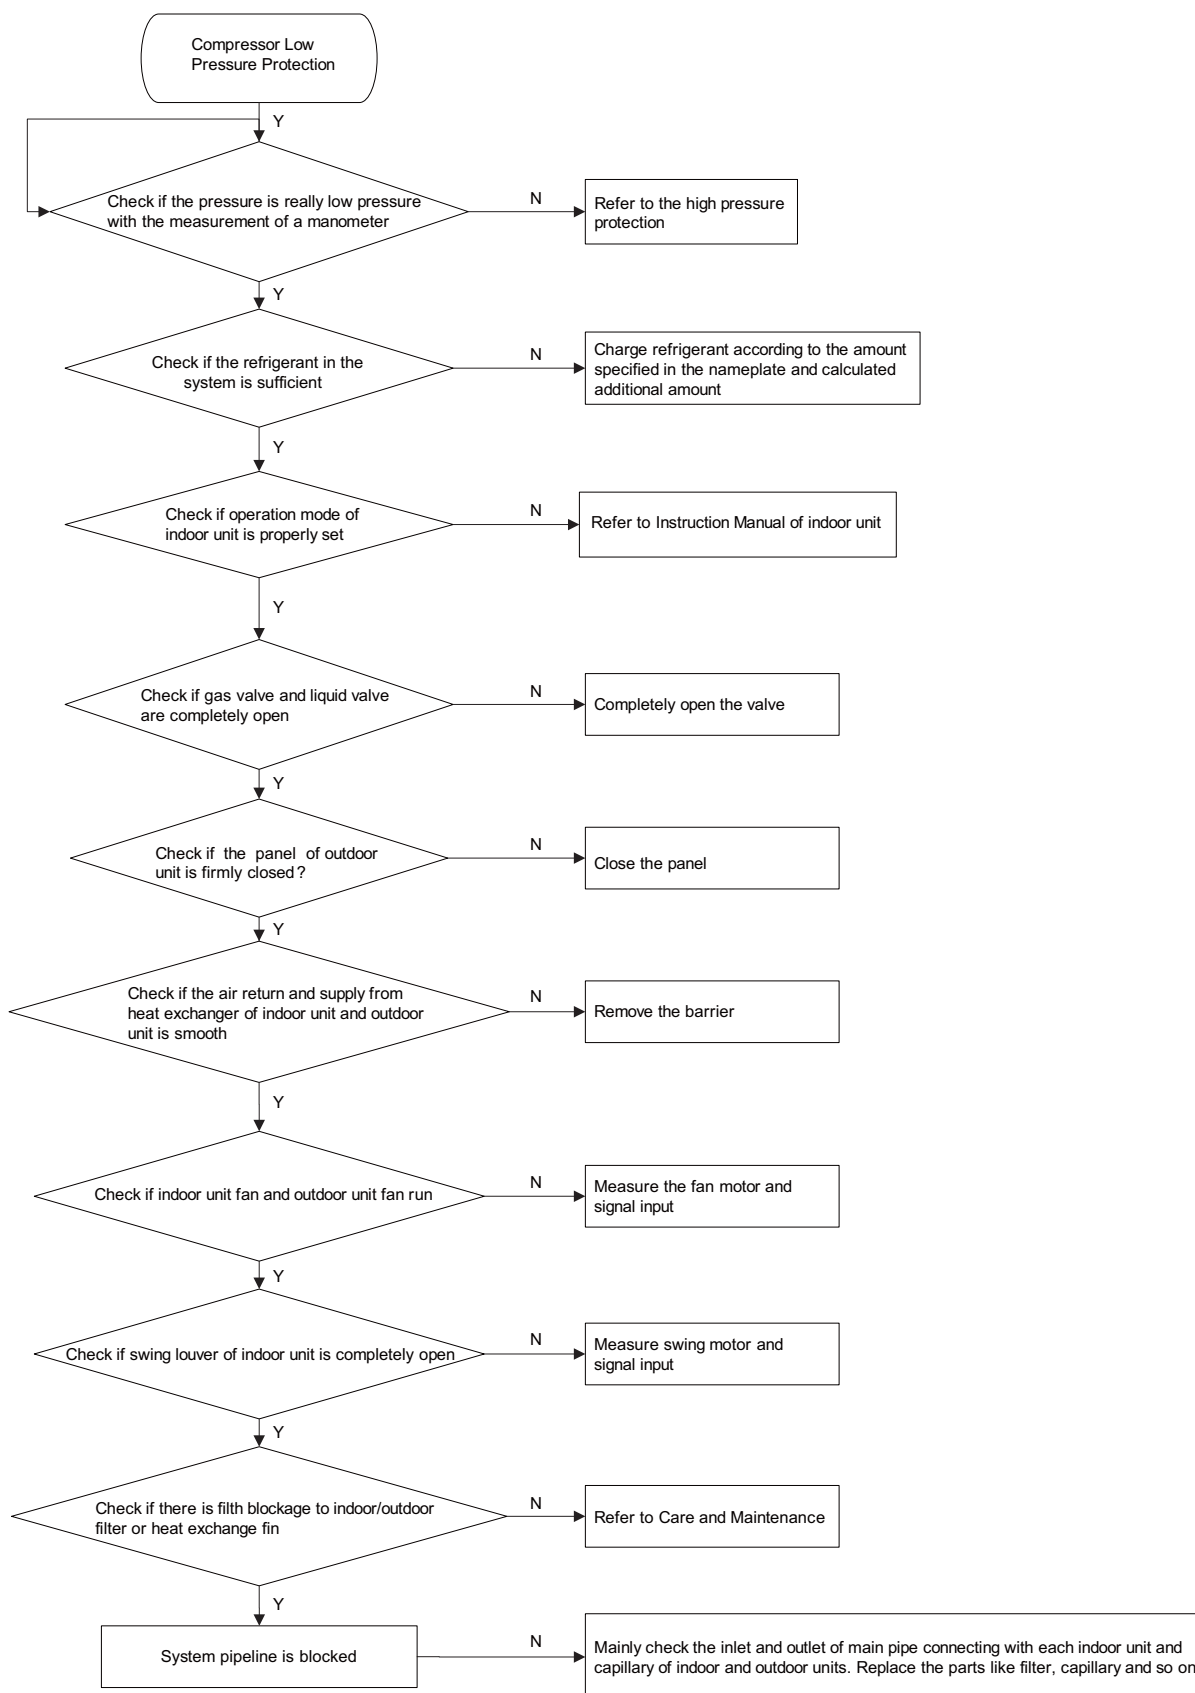 Compressor Low
Pressure Protection
Y
Check if the pressure is really low pressure
with the measurement of a manometer
N
Refer to the high pressure
protection
Y
Check if the refrigerant in the
system is sufficient
N
Charge refrigerant according to the amount
specified in the nameplate and calculated
additional amount
Y
Check if operation mode of
indoor unit is properly set
N
Refer to Instruction Manual of indoor unit
Y
Check if gas valve and liquid valve
are completely open
N
Completely open the valve
Y
Check if the panel of outdoor
unit is firmly closed?
N
Close the panel
Y
Check if the air return and supply from
heat exchanger of indoor unit and outdoor
unit is smooth
N
Remove the barrier
Y
Check if indoor unit fan and outdoor unit fan run
N
Measure the fan motor and
signal input
Y
Check if swing louver of indoor unit is completely open
N
Measure swing motor and
signal input
Y
Check if there is filth blockage to indoor/outdoor
filter or heat exchange fin
N
Refer to Care and Maintenance
Y
System pipeline is blocked
N
Mainly check the inlet and outlet of main pipe connecting with each indoor unit and
capillary of indoor and outdoor units. Replace the parts like filter, capillary and so on